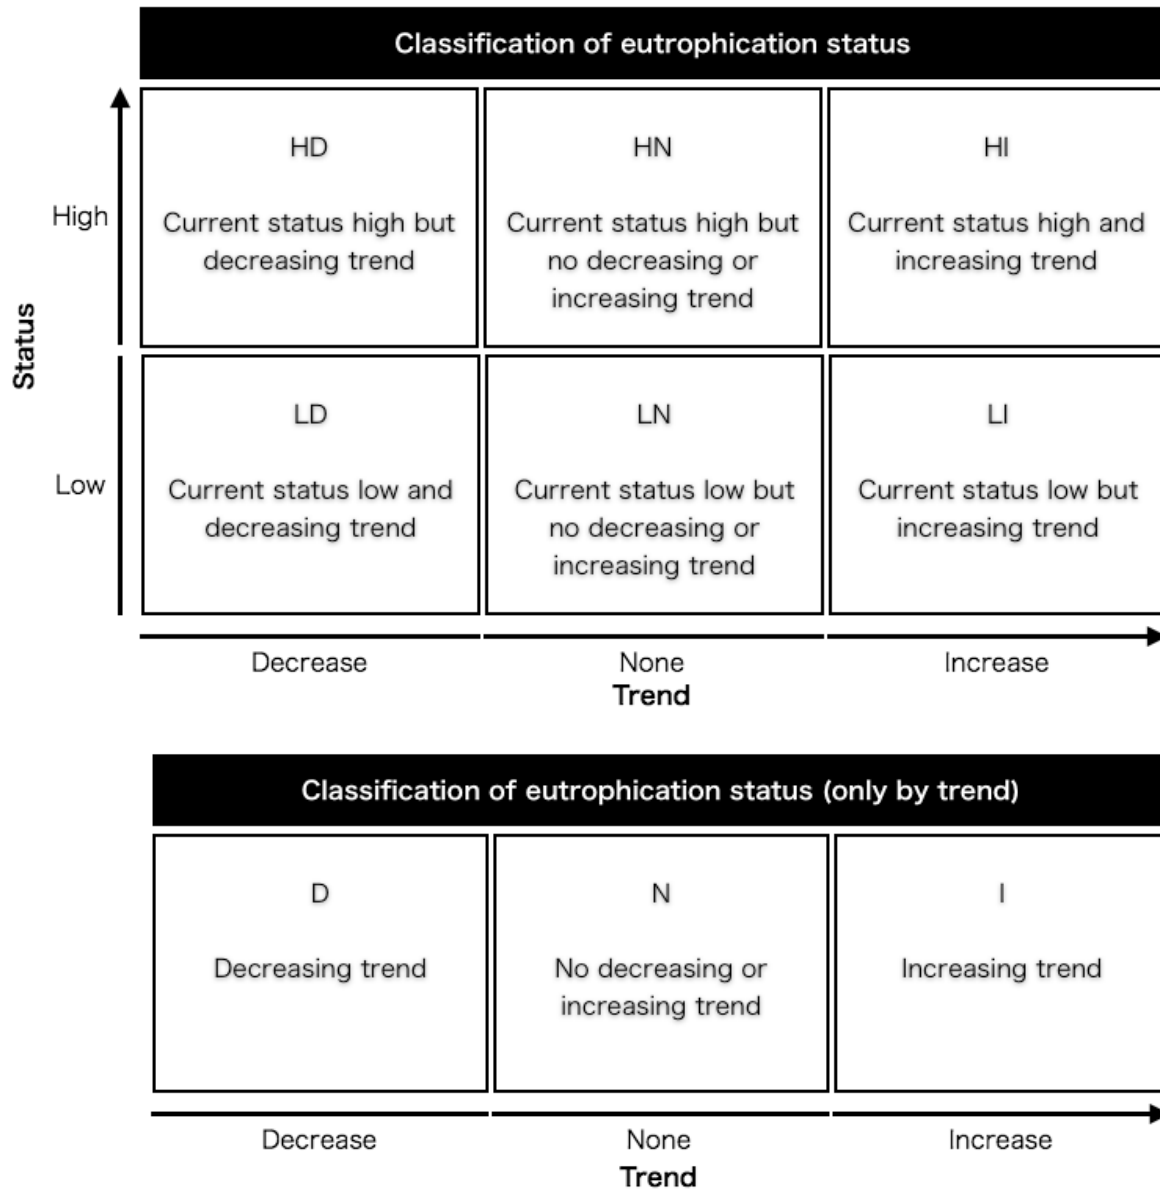 Classification of eutrophication status
HD
Current status high but
decreasing trend
HN
Current status high but
no decreasing or
increasing trend
HI
Current status high and
increasing trend
High
Status
LD
Current status low and
decreasing trend
LN
Current status low but
no decreasing or
increasing trend
LI
Current status low but
increasing trend
Low
Decrease
None
Increase
Trend
Classification of eutrophication status (only by trend)
D
Decreasing trend
N
No decreasing or
increasing trend
I
Increasing trend
Decrease
None
Increase
Trend